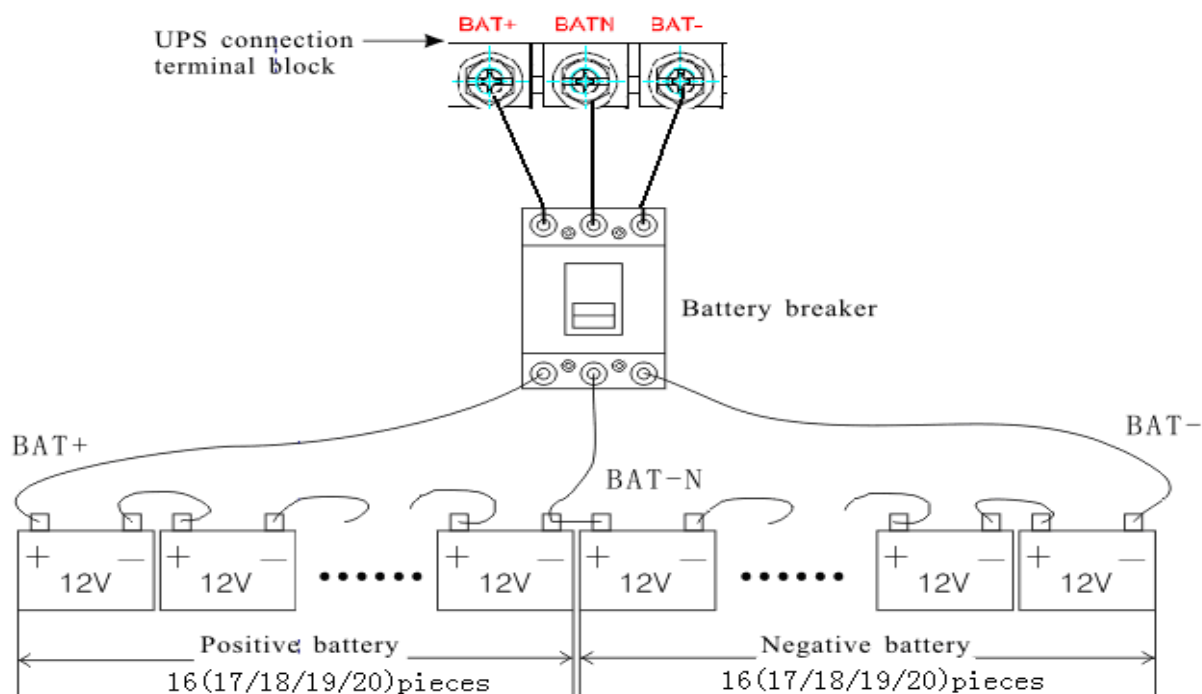 BAT+ BATN BAT-
UPS connection
terminal block
Battery breaker
BAT+
BAT-
BAT-N
+ − + − + − + − + − + −
12V 12V 12V 12V 12V 12V
Positive battery Negative battery
16(17/18/19/20)pieces 16(17/18/19/20)pieces